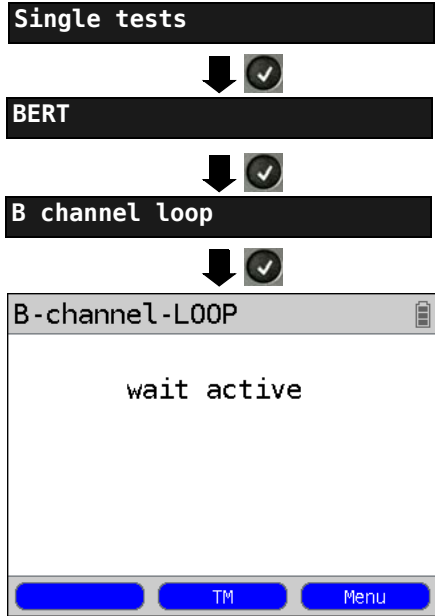 Single tests
BERT
B channel loop
B-channel-LOOP
wait active
TM Menu